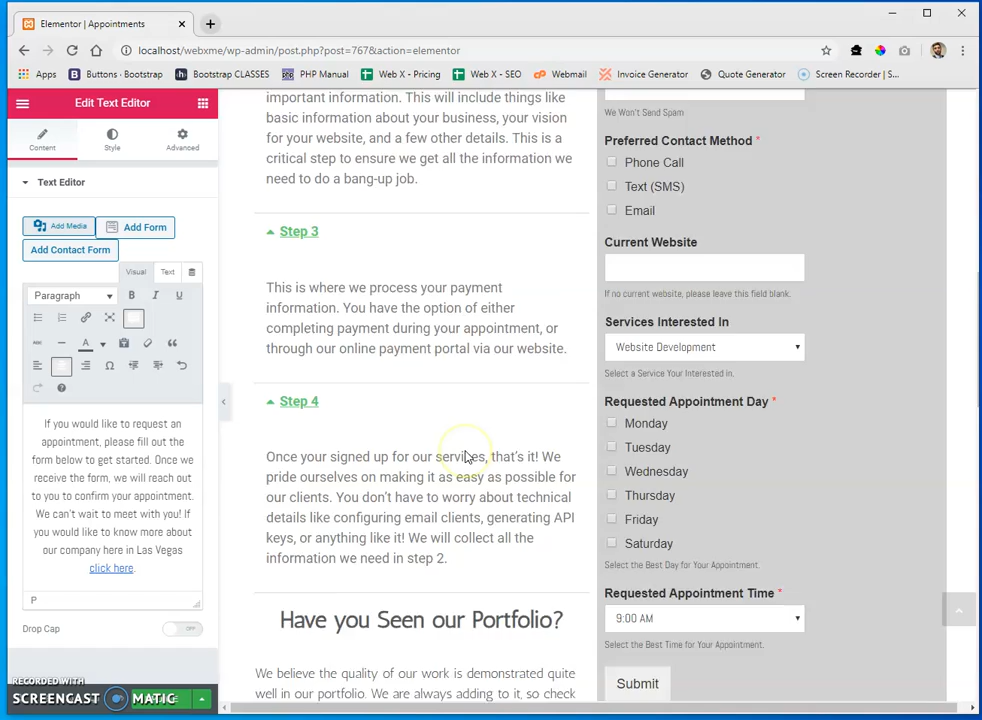 Elementor | Appointments
localhost/webxme/wp-admin/post.php?post=767&action=elementor
Apps
Buttons · Bootstrap
Bootstrap CLASSES
PHP Manual
Web X - Pricing
Web X - SEO
Webmail
Invoice Generator
Quote Generator
Screen Recorder | S...
Edit Text Editor
Content
Style
Advanced
Text Editor
Add Media
Add Form
Add Contact Form
Visual
Text
Paragraph
B
I
U
ABC
A
Ω
If you would like to request an
appointment, please fill out the
form below to get started. Once we
receive the form, we will reach out
to you to confirm your appointment.
We can't wait to meet with you! If
you would like to know more about
our company here in Las Vegas
click here.
P
Drop Cap
OFF
RECORDED WITH
SCREENCAST
MATIC
important information. This will include things like
basic information about your business, your vision
for your website, and a few other details. This is a
critical step to ensure we get all the information we
need to do a bang-up job.
Step 3
This is where we process your payment
information. You have the option of either
completing payment during your appointment, or
through our online payment portal via our website.
Step 4
Once your signed up for our services, that's it! We
pride ourselves on making it as easy as possible for
our clients. You don't have to worry about technical
details like configuring email clients, generating API
keys, or anything like it! We will collect all the
information we need in step 2.
Have you Seen our Portfolio?
We believe the quality of our work is demonstrated quite
well in our portfolio. We are always adding to it, so check
We Won't Send Spam
Preferred Contact Method *
Phone Call
Text (SMS)
Email
Current Website
If no current website, please leave this field blank.
Services Interested In
Website Development
Select a Service Your Interested in.
Requested Appointment Day *
Monday
Tuesday
Wednesday
Thursday
Friday
Saturday
Select the Best Day for Your Appointment.
Requested Appointment Time *
9:00 AM
Select the Best Time for Your Appointment.
Submit